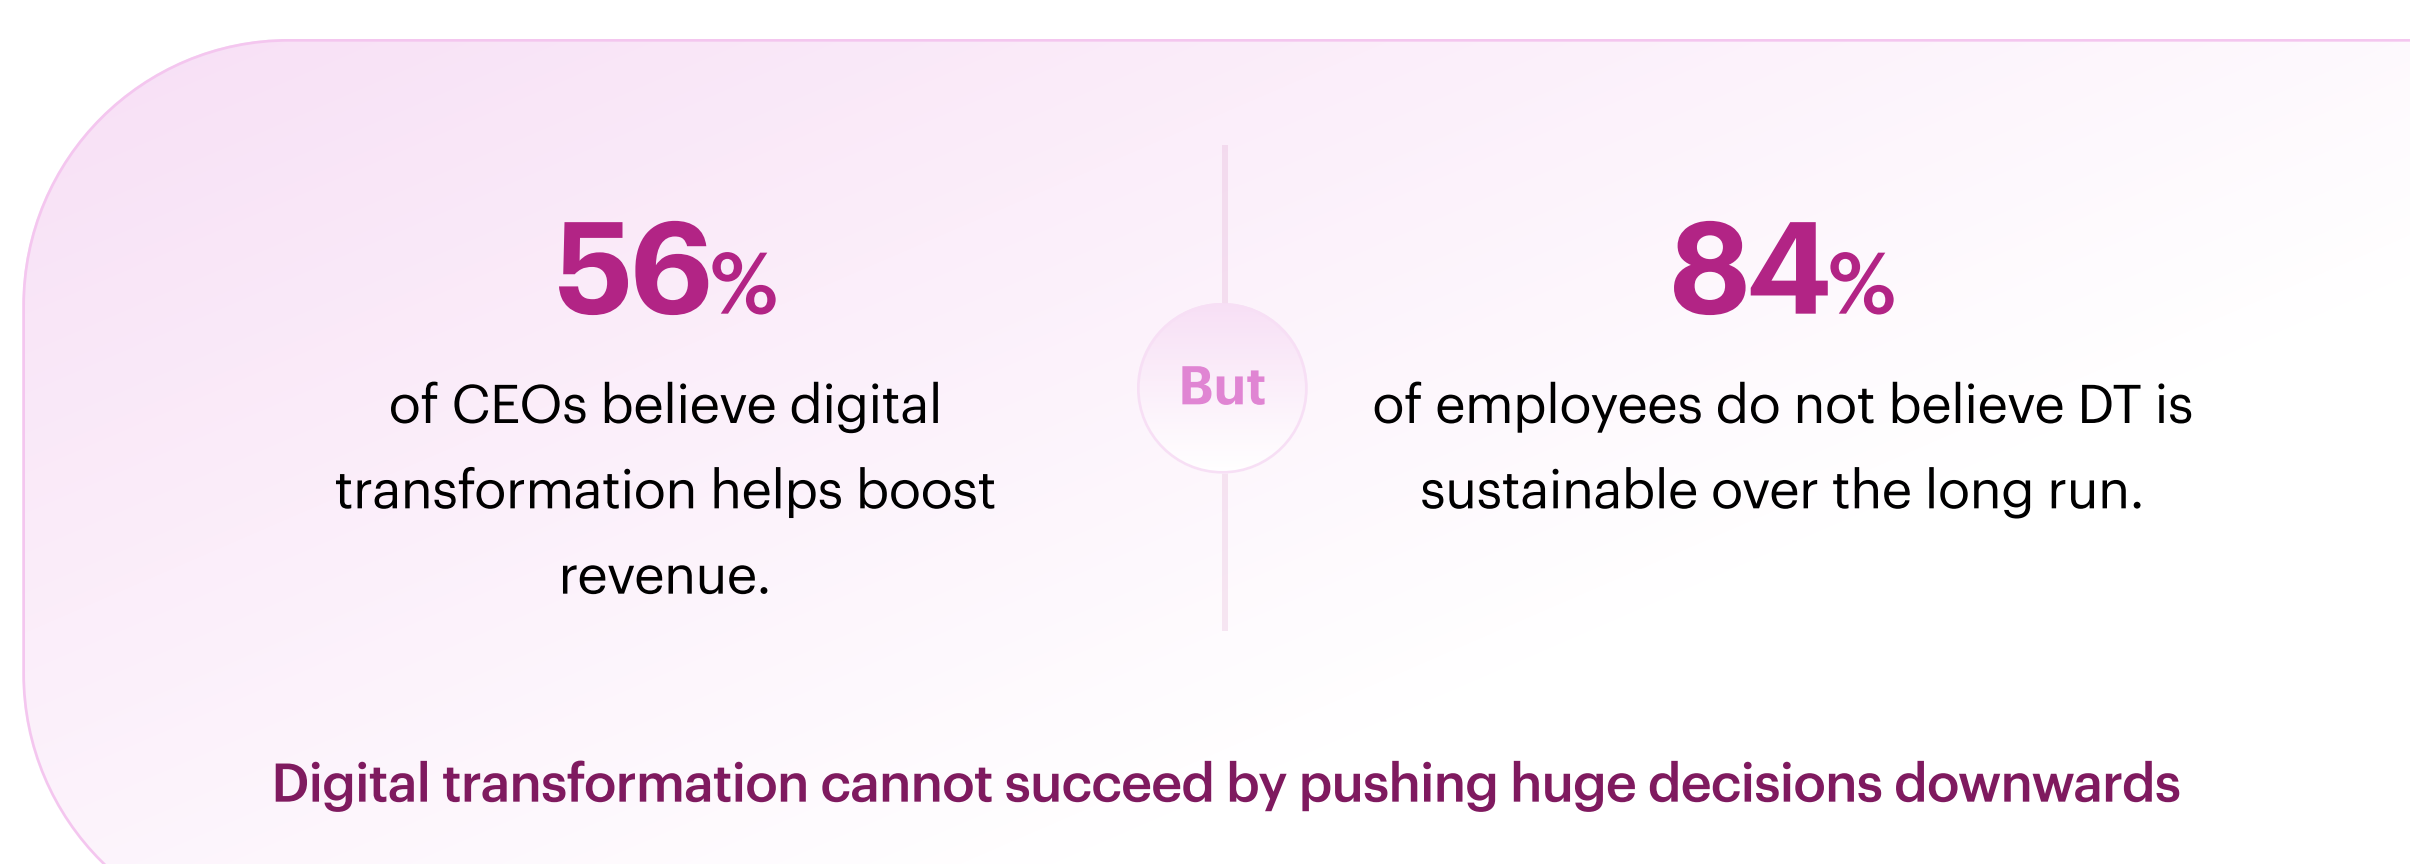 56%
of CEOs believe digital
transformation helps boost
revenue.
But
84%
of employees do not believe DT is
sustainable over the long run.
Digital transformation cannot succeed by pushing huge decisions downwards